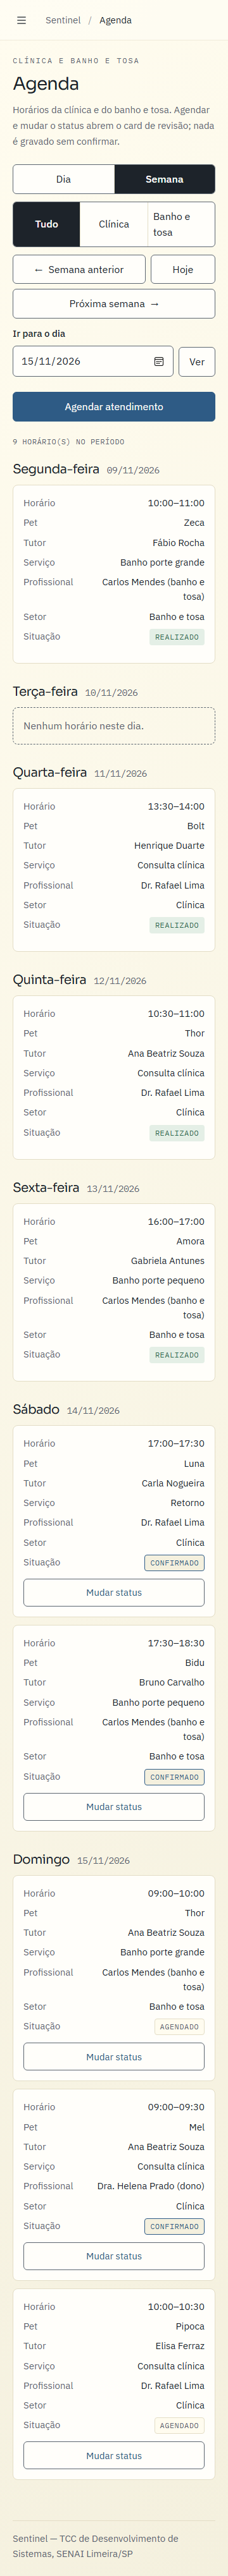 Sentinel / Agenda
CLÍNICA E BANHO E TOSA
Agenda
Horários da clínica e do banho e tosa. Agendar
e mudar o status abrem o card de revisão; nada
é gravado sem confirmar.
Dia Semana
Tudo Clínica Banho e
tosa
← Semana anterior Hoje
Próxima semana →
Ir para o dia
15/11/2026 Ver
Agendar atendimento
9 HORÁRIO(S) NO PERÍODO
Segunda-feira 09/11/2026
Horário 10:00–11:00
Pet Zeca
Tutor Fábio Rocha
Serviço Banho porte grande
Profissional Carlos Mendes (banho e
tosa)
Setor Banho e tosa
Situação REALIZADO
Terça-feira 10/11/2026
Nenhum horário neste dia.
Quarta-feira 11/11/2026
Horário 13:30–14:00
Pet Bolt
Tutor Henrique Duarte
Serviço Consulta clínica
Profissional Dr. Rafael Lima
Setor Clínica
Situação REALIZADO
Quinta-feira 12/11/2026
Horário 10:30–11:00
Pet Thor
Tutor Ana Beatriz Souza
Serviço Consulta clínica
Profissional Dr. Rafael Lima
Setor Clínica
Situação REALIZADO
Sexta-feira 13/11/2026
Horário 16:00–17:00
Pet Amora
Tutor Gabriela Antunes
Serviço Banho porte pequeno
Profissional Carlos Mendes (banho e
tosa)
Setor Banho e tosa
Situação REALIZADO
Sábado 14/11/2026
Horário 17:00–17:30
Pet Luna
Tutor Carla Nogueira
Serviço Retorno
Profissional Dr. Rafael Lima
Setor Clínica
Situação CONFIRMADO
Mudar status
Horário 17:30–18:30
Pet Bidu
Tutor Bruno Carvalho
Serviço Banho porte pequeno
Profissional Carlos Mendes (banho e
tosa)
Setor Banho e tosa
Situação CONFIRMADO
Mudar status
Domingo 15/11/2026
Horário 09:00–10:00
Pet Thor
Tutor Ana Beatriz Souza
Serviço Banho porte grande
Profissional Carlos Mendes (banho e
tosa)
Setor Banho e tosa
Situação AGENDADO
Mudar status
Horário 09:00–09:30
Pet Mel
Tutor Ana Beatriz Souza
Serviço Consulta clínica
Profissional Dra. Helena Prado (dono)
Setor Clínica
Situação CONFIRMADO
Mudar status
Horário 10:00–10:30
Pet Pipoca
Tutor Elisa Ferraz
Serviço Consulta clínica
Profissional Dr. Rafael Lima
Setor Clínica
Situação AGENDADO
Mudar status
Sentinel — TCC de Desenvolvimento de
Sistemas, SENAI Limeira/SP